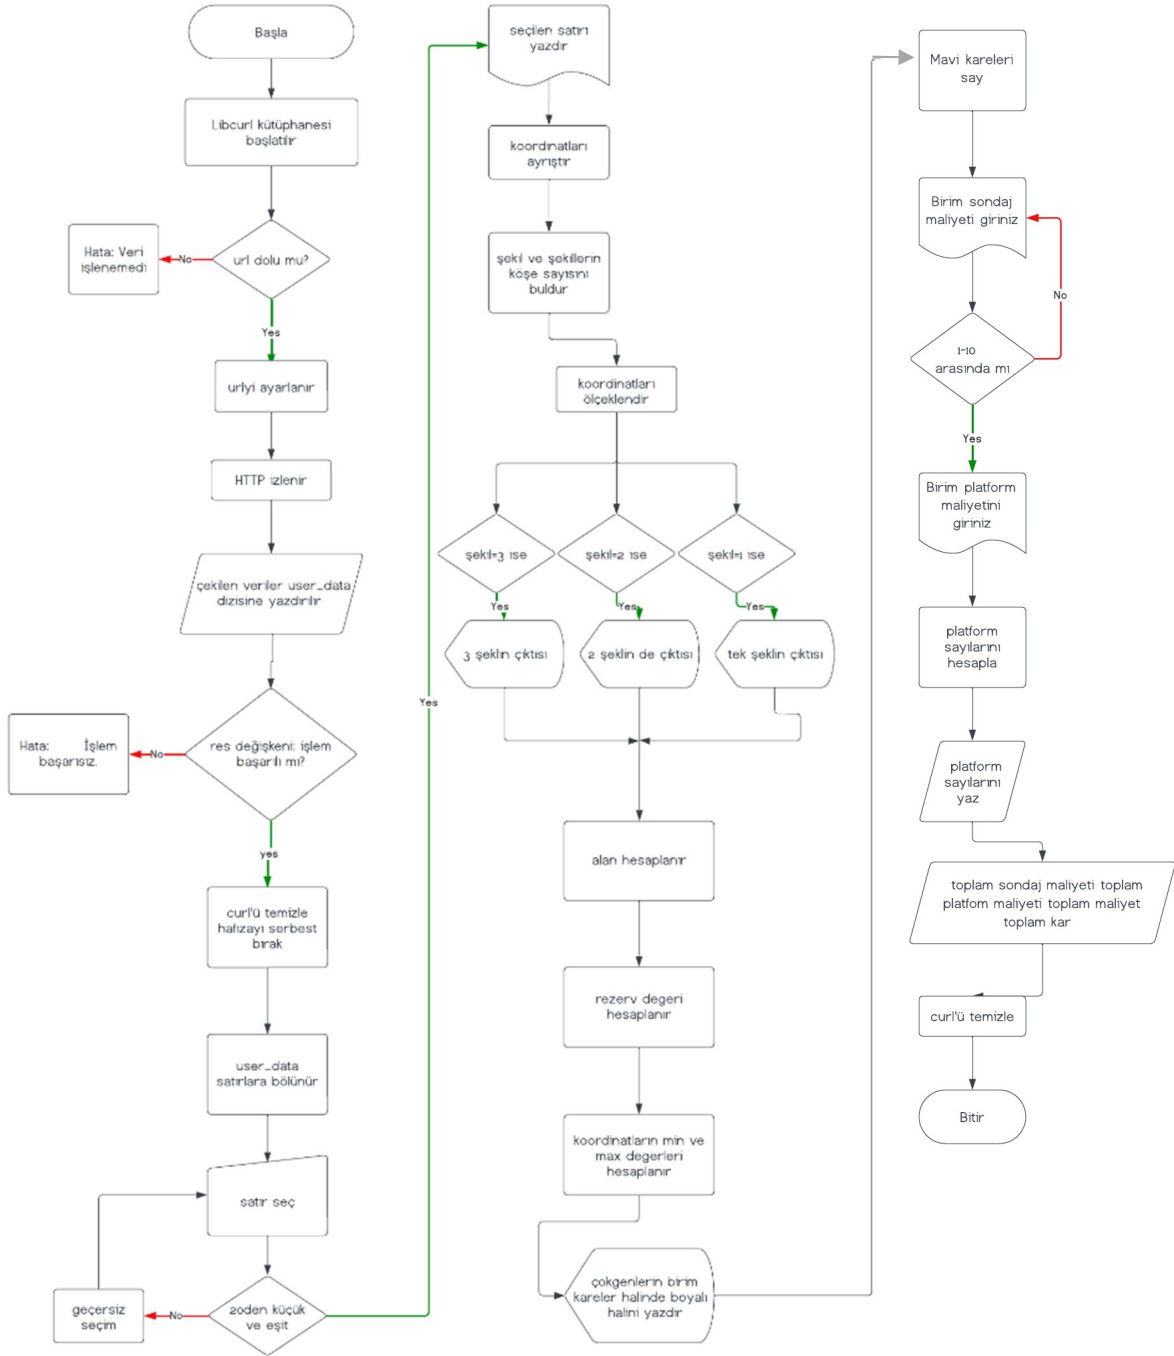 Başla
Libcurl kütüphanesi
başlatılır
url dolu mu?
No
Hata: Veri
işlenemedi
Yes
urlyi ayarlanır
HTTP izlenir
çekilen veriler user_data
dizisine yazdırılır
res değişkeni: işlem
başarılı mı?
No
Hata: İşlem
başarısız.
yes
curl'ü temizle
hafızayı serbest
bırak
user_data
satırlara bölünür
satır seç
20den küçük
ve eşit
No
geçersiz
seçim
Yes
seçilen satırı
yazdır
koordinatları
ayrıştır
şekil ve şekillerin
köşe sayısını
buldur
koordinatları
ölçeklendir
şekil=3 ise
şekil=2 ise
şekil=1 ise
Yes
Yes
Yes
3 şeklin çıktısı
2 şeklin de çıktısı
tek şeklin çıktısı
alan hesaplanır
rezerv degeri
hesaplanır
koordinatların min ve
max degerleri
hesaplanır
çokgenlerin birim
kareler halinde boyalı
halini yazdır
Mavi kareleri
say
Birim sondaj
maliyeti giriniz
No
1-10
arasında mı
Yes
Birim platform
maliyetini
giriniz
platform
sayılarını
hesapla
platform
sayılarını
yaz
toplam sondaj maliyeti toplam
platfom maliyeti toplam maliyet
toplam kar
curl'ü temizle
Bitir